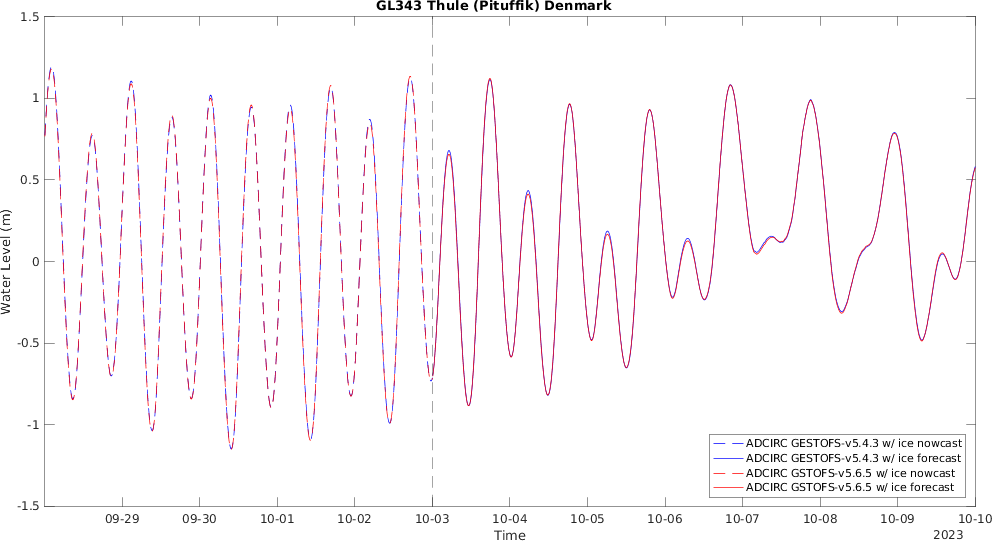 GL343 Thule (Pituffik) Denmark
1.5
1
0.5
0
-0.5
-1
-1.5
Water Level (m)
ADCIRC GESTOFS-v5.4.3 w/ ice nowcast
ADCIRC GESTOFS-v5.4.3 w/ ice forecast
ADCIRC GSTOFS-v5.6.5 w/ ice nowcast
ADCIRC GSTOFS-v5.6.5 w/ ice forecast
09-29 09-30 10-01 10-02 10-03 10-04 10-05 10-06 10-07 10-08 10-09 10-10
Time
2023